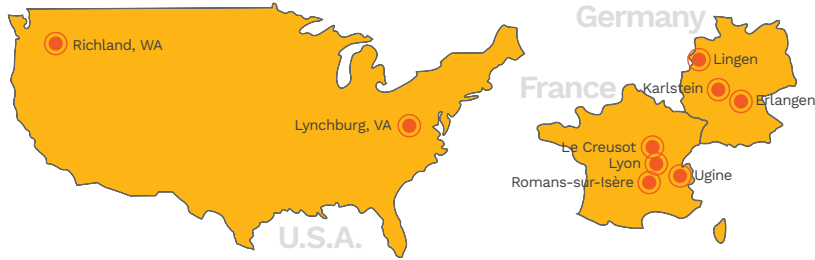 Richland, WA
Lynchburg, VA
U.S.A.
Germany
Lingen
Karlstein
Erlangen
France
Le Creusot
Lyon
Ugine
Romans-sur-Isère